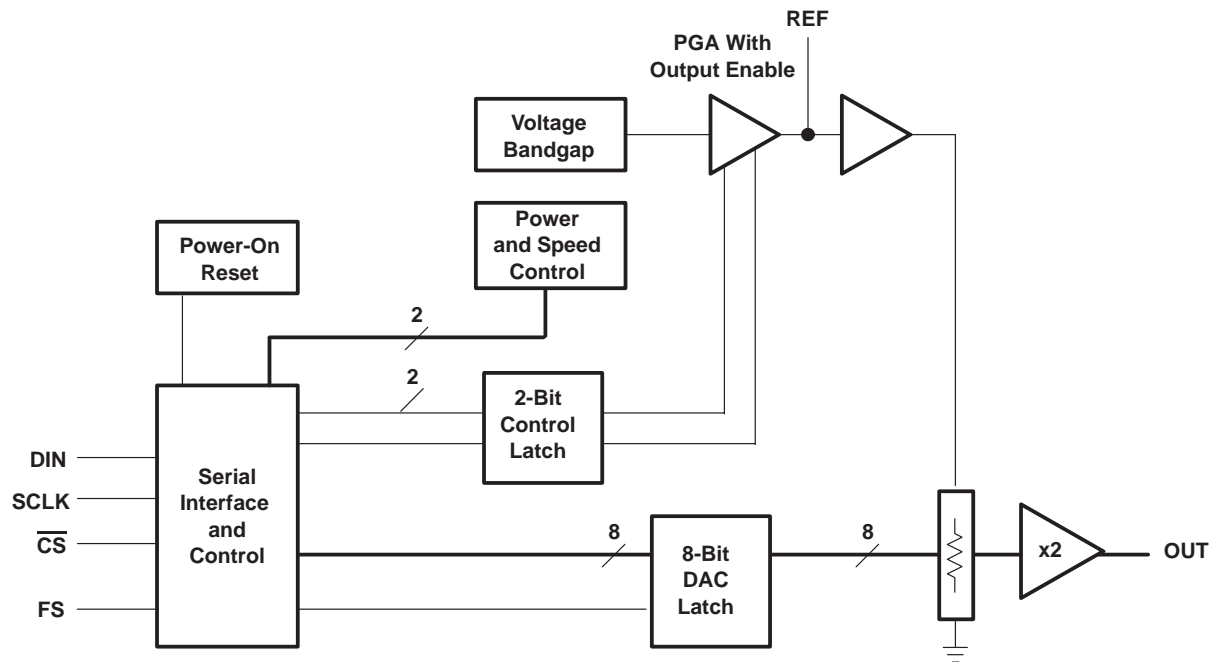 REF
PGA With
Output Enable
Voltage
Bandgap
Power
and Speed
Control
Power-On
Reset
2
2
2-Bit
Control
Latch
DIN
SCLK
CS
FS
Serial
Interface
and
Control
8
8-Bit
DAC
Latch
8
x2
OUT